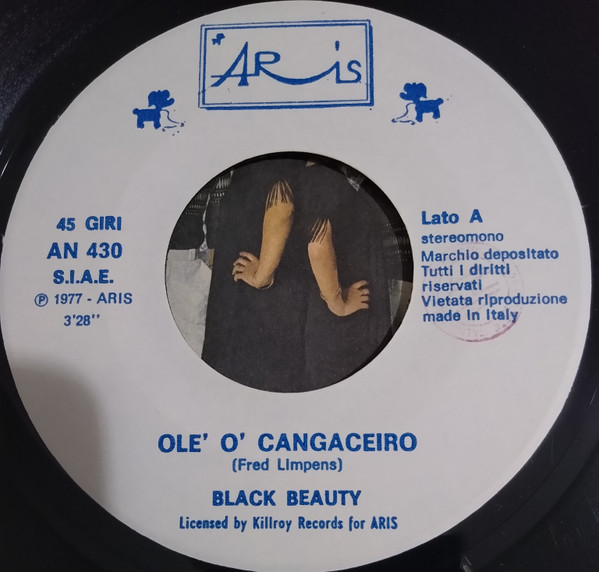 ARis
45 GIRI
AN 430
S.I.A.E.
℗ 1977 - ARIS
3'28''
Lato A
stereomono
Marchio depositato
Tutti i diritti
riservati
Vietata riproduzione
made in Italy
OLE' O' CANGACEIRO
(Fred Limpens)
BLACK BEAUTY
Licensed by Killroy Records for ARIS